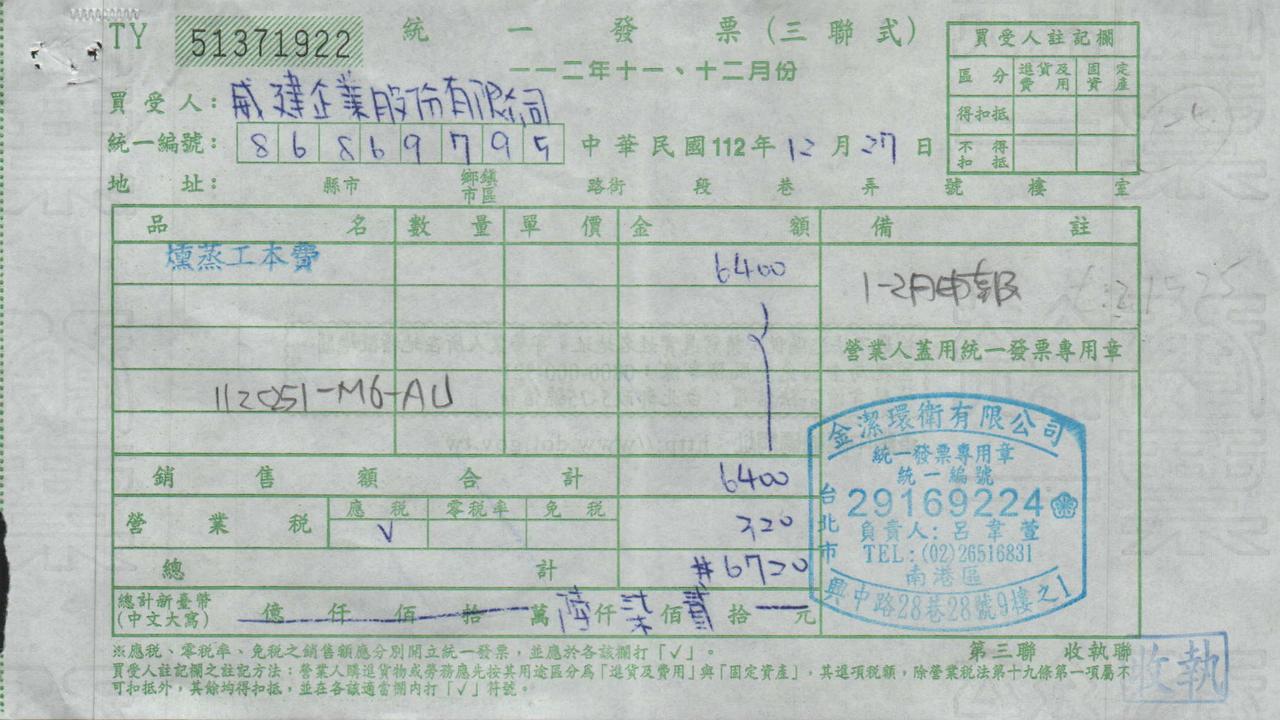 TY 51371922 統一發票(三聯式)
一一二年十一、十二月份
買受人註記欄
區分 進貨及費用 固定資產
得扣抵
不得扣抵
買受人: 威建企業股份有限公司
統一編號: 86869795 中華民國112年12月27日
地址: 縣市 鄉鎮市區 路街 段 巷 弄 號 樓 室
品名 數量 單價 金額 備註
燻蒸工本費 6400 1-2月申報
營業人蓋用統一發票專用章
112051-M6-AU
銷售額合計 6400
營業稅 應稅 零稅率 免稅
V 320
總計 #6720
總計新臺幣(中文大寫) 億 仟 佰 拾 萬 陸仟 柒佰 貳拾 元
金潔環衛有限公司
統一發票專用章
統一編號
29169224
負責人:呂韋萱
TEL:(02)26516831
台北市南港區
興中路28巷28號9樓之1
※應稅、零稅率、免稅之銷售額應分別開立統一發票,並應於各該欄打「√」。
第三聯 收執聯
買受人註記欄之註記方法:營業人購進貨物或勞務應先按其用途區分為「進貨及費用」與「固定資產」,其進項稅額,除營業稅法第十九條第一項屬不
可扣抵外,其餘均得扣抵,並在各該適當欄內打「√」符號。
收執